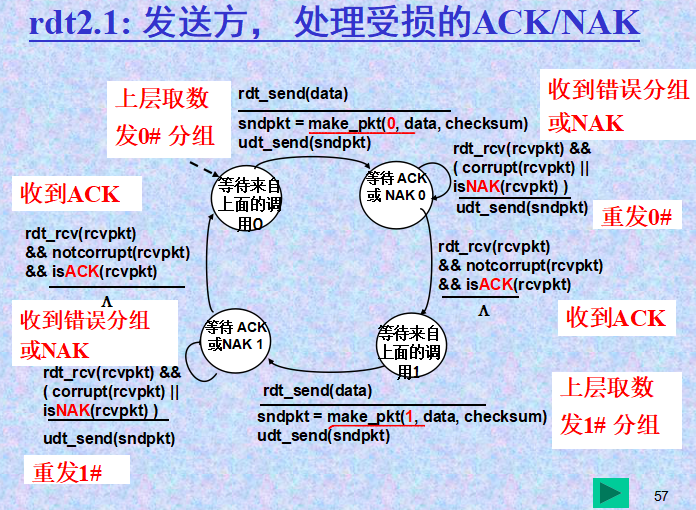 rdt2.1: 发送方， 处理受损的ACK/NAK
上层取数
发0# 分组
rdt_send(data)
sndpkt = make_pkt(0, data, checksum)
udt_send(sndpkt)
收到错误分组
或NAK
rdt_rcv(rcvpkt) &&
( corrupt(rcvpkt) ||
isNAK(rcvpkt) )
udt_send(sndpkt)
重发0#
等待来自
上面的调
用0
等待 ACK
或 NAK 0
收到ACK
rdt_rcv(rcvpkt)
&& notcorrupt(rcvpkt)
&& isACK(rcvpkt)
Λ
rdt_rcv(rcvpkt)
&& notcorrupt(rcvpkt)
&& isACK(rcvpkt)
Λ
收到ACK
收到错误分组
或NAK
等待 ACK
或NAK 1
等待来自
上面的调
用1
rdt_rcv(rcvpkt) &&
( corrupt(rcvpkt) ||
isNAK(rcvpkt) )
udt_send(sndpkt)
重发1#
rdt_send(data)
sndpkt = make_pkt(1, data, checksum)
udt_send(sndpkt)
上层取数
发1# 分组
57